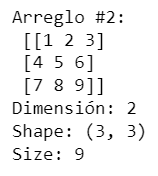 Arreglo #2:
[[1 2 3]
[4 5 6]
[7 8 9]]
Dimensión: 2
Shape: (3, 3)
Size: 9